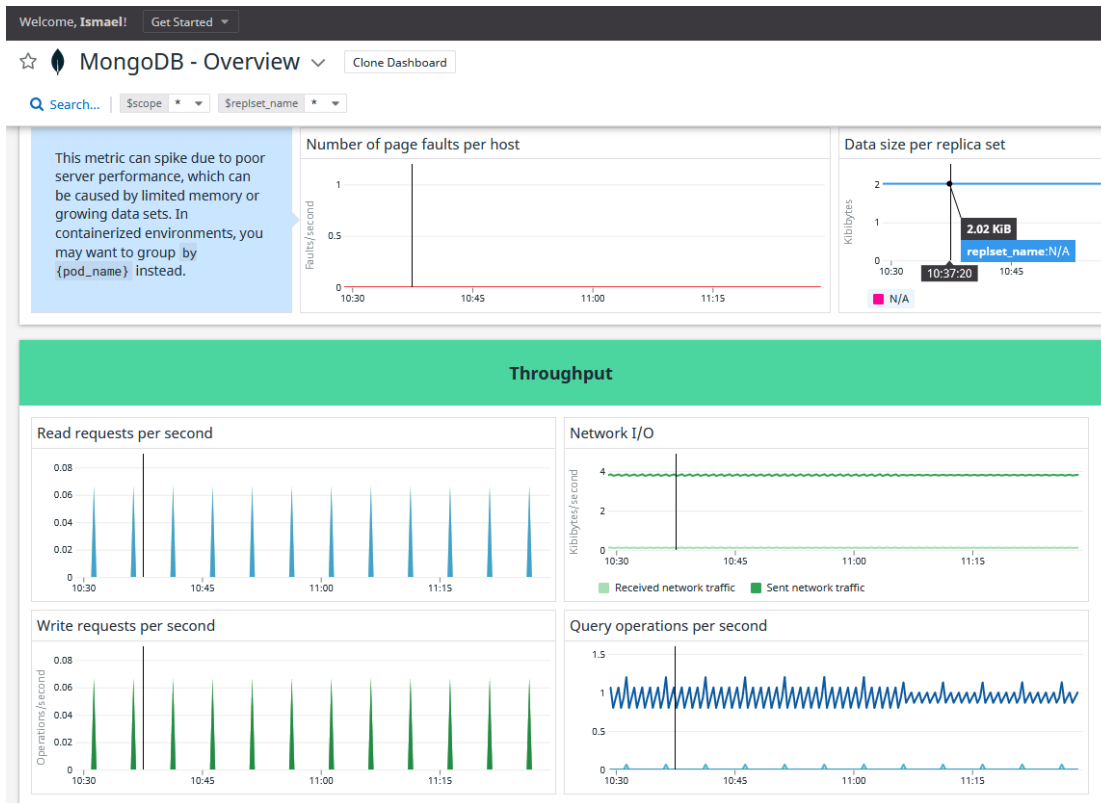 Welcome, Ismael!
Get Started
MongoDB - Overview
Clone Dashboard
Search...
$scope *
$replset_name *
This metric can spike due to poor
server performance, which can
be caused by limited memory or
growing data sets. In
containerized environments, you
may want to group by
{pod_name} instead.
Number of page faults per host
Faults/second
1
0.5
0
10:30 10:45 11:00 11:15
Data size per replica set
Kibibytes
2
1
0
2.02 KiB
replset_name:N/A
10:30 10:37:20 10:45
N/A
Throughput
Read requests per second
0.08
0.06
0.04
0.02
0
10:30 10:45 11:00 11:15
Network I/O
Kibibytes/second
4
2
0
10:30 10:45 11:00 11:15
Received network traffic Sent network traffic
Write requests per second
Operations/second
0.08
0.06
0.04
0.02
0
10:30 10:45 11:00 11:15
Query operations per second
1.5
1
0.5
0
10:30 10:45 11:00 11:15